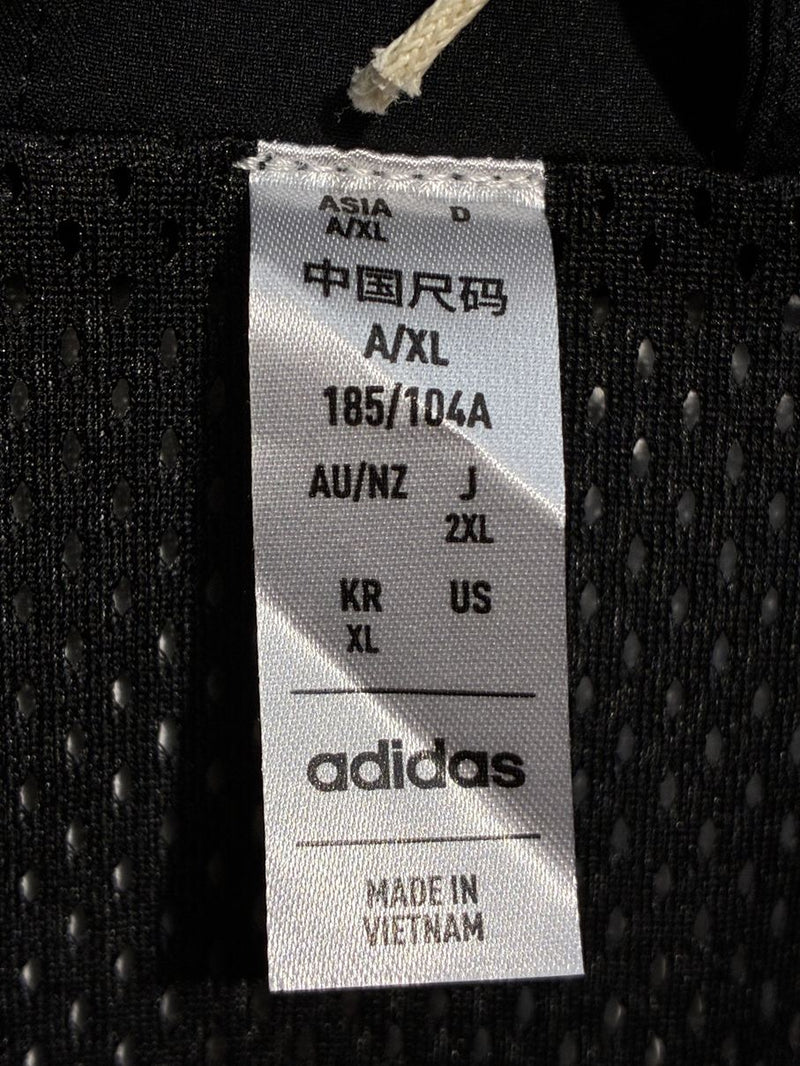 ASIA D
A/XL
中国尺码
A/XL
185/104A
AU/NZ J
2XL
KR US
XL
adidas
MADE IN
VIETNAM